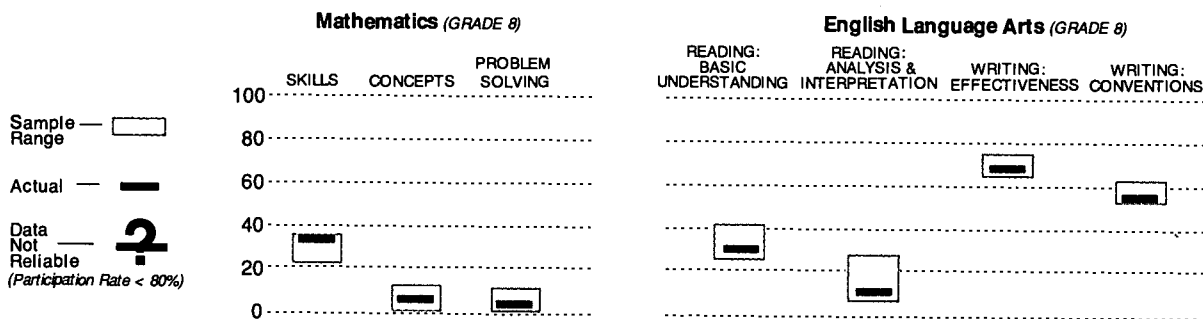 Mathematics (GRADE 8)
English Language Arts (GRADE 8)
SKILLS
CONCEPTS
PROBLEM
SOLVING
READING:
BASIC
UNDERSTANDING
READING:
ANALYSIS &
INTERPRETATION
WRITING:
EFFECTIVENESS
WRITING:
CONVENTIONS
100
80
60
40
20
0
Sample
Range
Actual
Data
Not
Reliable
?
(Participation Rate < 80%)